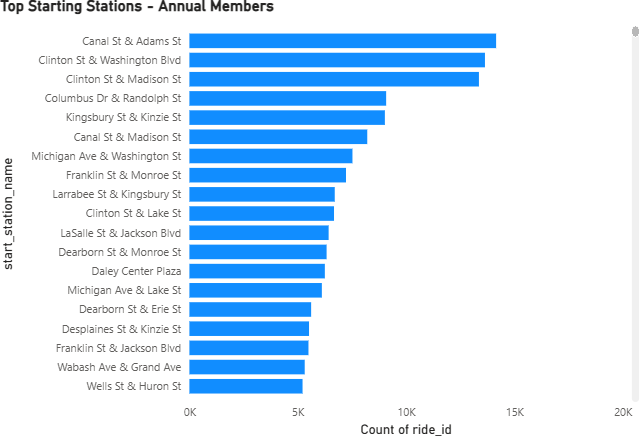 Top Starting Stations - Annual Members
Canal St & Adams St
Clinton St & Washington Blvd
Clinton St & Madison St
Columbus Dr & Randolph St
Kingsbury St & Kinzie St
Canal St & Madison St
Michigan Ave & Washington St
Franklin St & Monroe St
Larrabee St & Kingsbury St
Clinton St & Lake St
LaSalle St & Jackson Blvd
Dearborn St & Monroe St
Daley Center Plaza
Michigan Ave & Lake St
Dearborn St & Erie St
Desplaines St & Kinzie St
Franklin St & Jackson Blvd
Wabash Ave & Grand Ave
Wells St & Huron St
start_station_name
0K 5K 10K 15K 20K
Count of ride_id